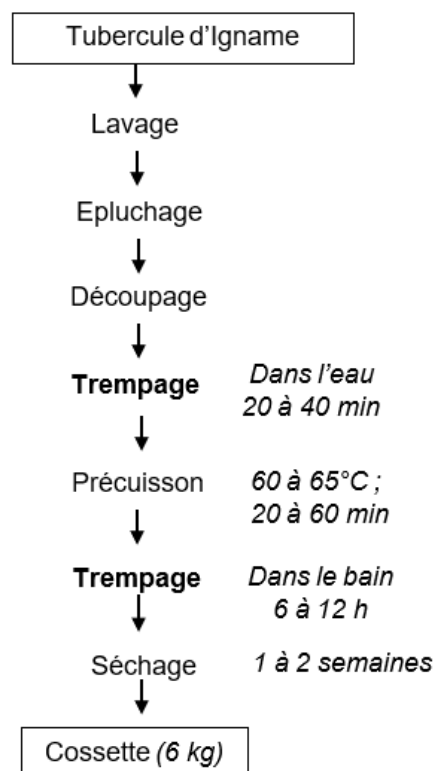 Tubercule d'Igname
Lavage
Epluchage
Découpage
Trempage
Dans l'eau
20 à 40 min
Précuisson
60 à 65°C ;
20 à 60 min
Trempage
Dans le bain
6 à 12 h
Séchage
1 à 2 semaines
Cossette (6 kg)